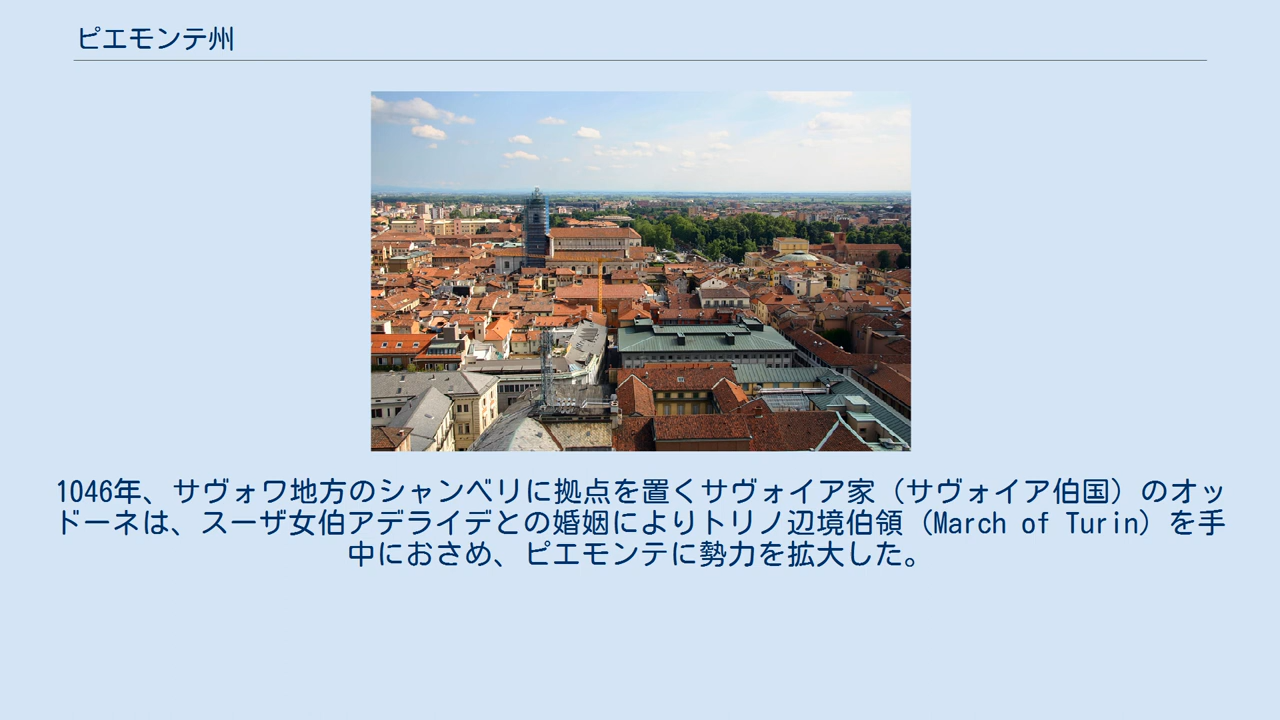 ピエモンテ州
1046年、サヴォワ地方のシャンベリに拠点を置くサヴォイア家（サヴォイア伯国）のオッ
ドーネは、スーザ女伯アデライデとの婚姻によりトリノ辺境伯領（March of Turin）を手
中におさめ、ピエモンテに勢力を拡大した。